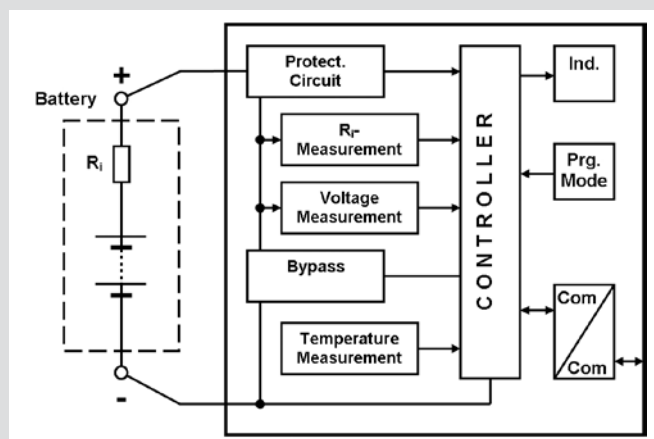 +
Battery
Ri
-
Protect.
Circuit
Ri-
Measurement
Voltage
Measurement
Bypass
Temperature
Measurement
CONTROLLER
Ind.
Prg.
Mode
Com
Com